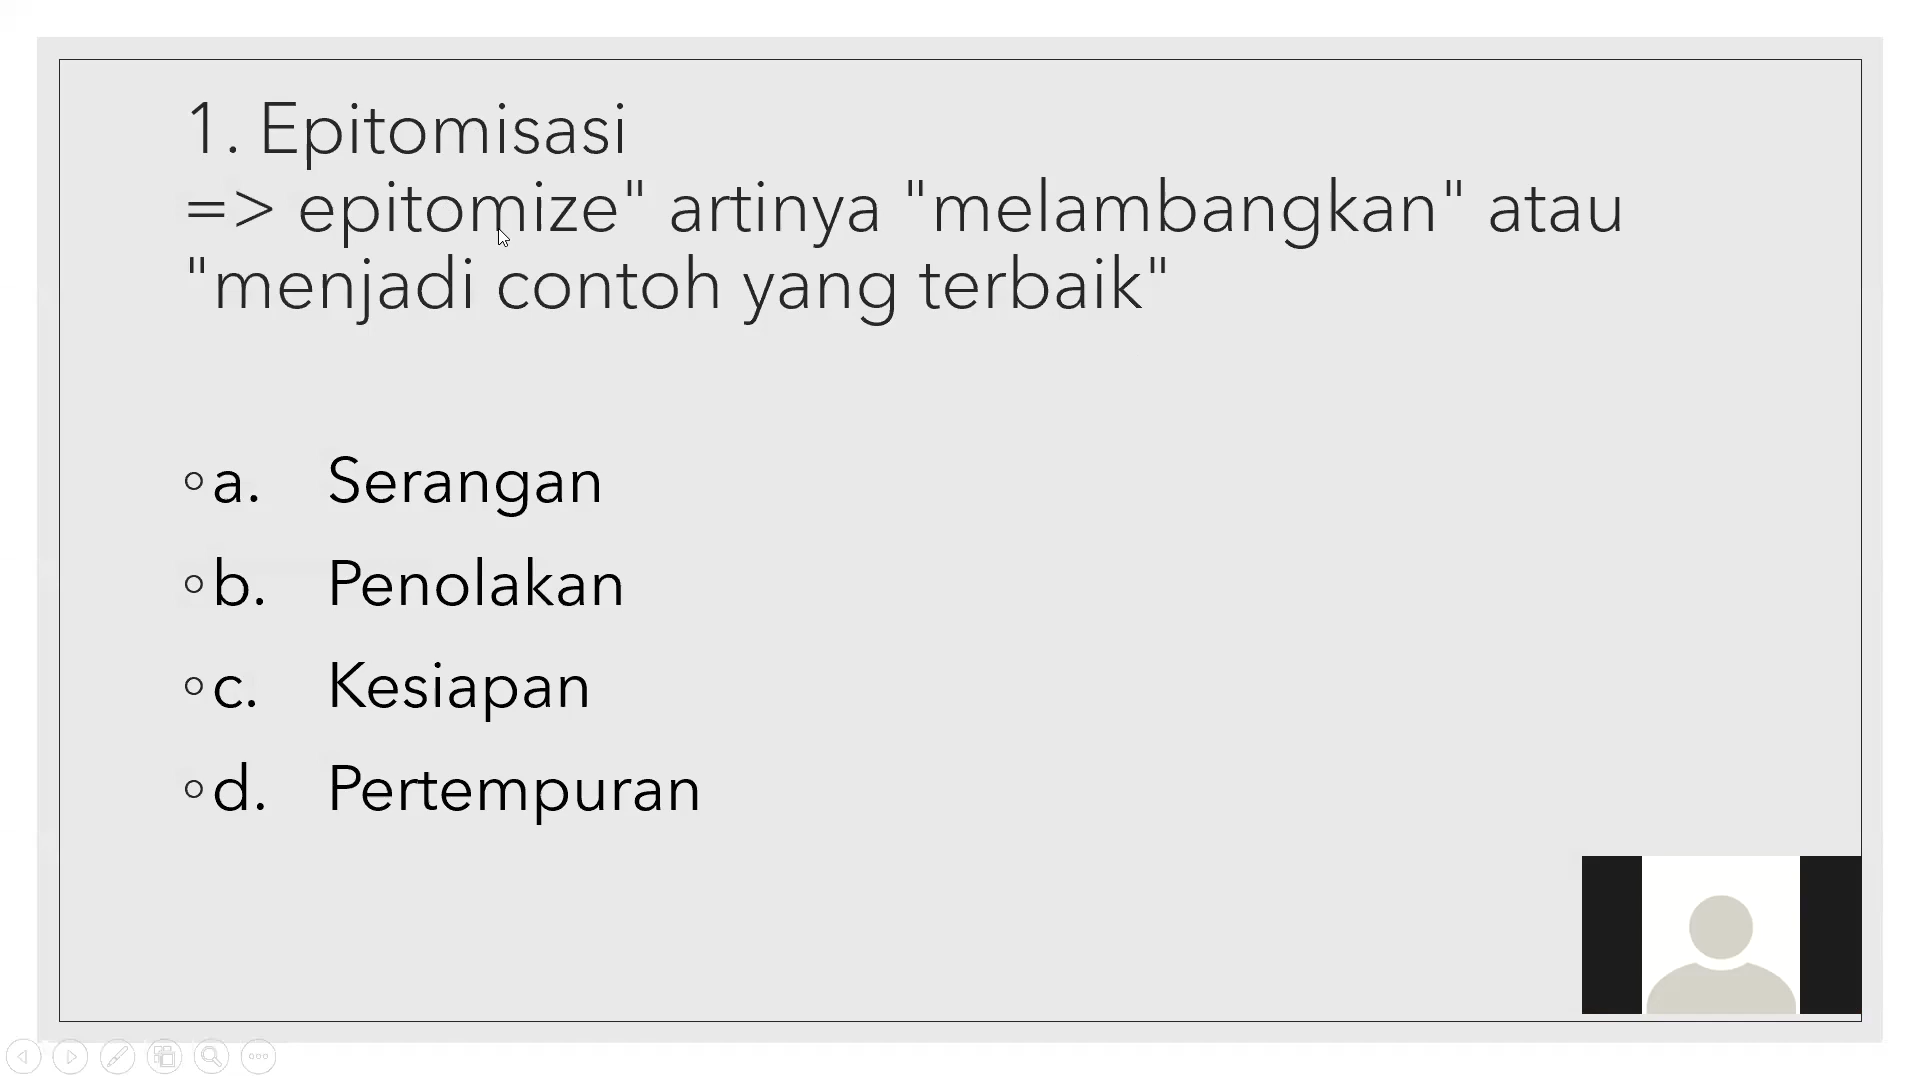 1. Epitomisasi
=> epitomize" artinya "melambangkan" atau
"menjadi contoh yang terbaik"
a. Serangan
b. Penolakan
c. Kesiapan
d. Pertempuran